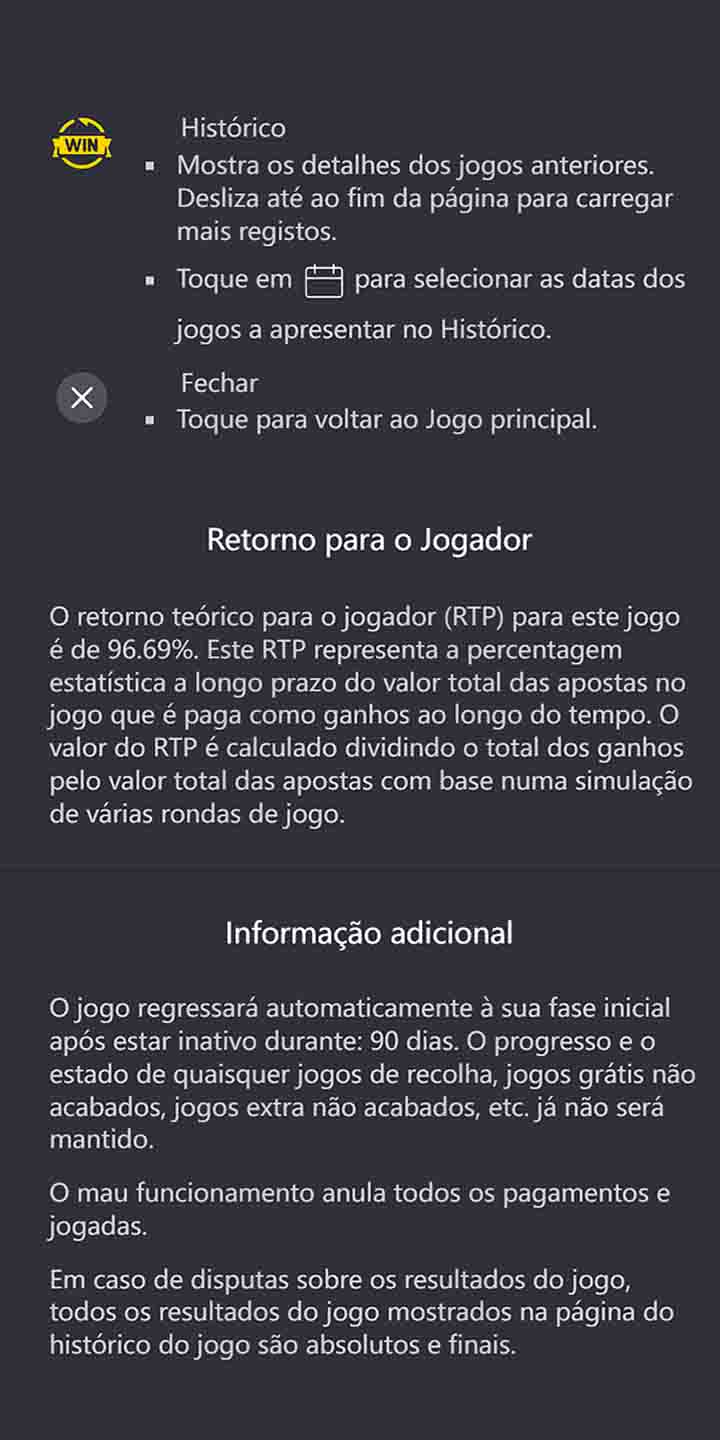 WIN
Histórico
▪ Mostra os detalhes dos jogos anteriores.
Desliza até ao fim da página para carregar
mais registos.
▪ Toque em para selecionar as datas dos
jogos a apresentar no Histórico.
Fechar
▪ Toque para voltar ao Jogo principal.
Retorno para o Jogador
O retorno teórico para o jogador (RTP) para este jogo
é de 96.69%. Este RTP representa a percentagem
estatística a longo prazo do valor total das apostas no
jogo que é paga como ganhos ao longo do tempo. O
valor do RTP é calculado dividindo o total dos ganhos
pelo valor total das apostas com base numa simulação
de várias rondas de jogo.
Informação adicional
O jogo regressará automaticamente à sua fase inicial
após estar inativo durante: 90 dias. O progresso e o
estado de quaisquer jogos de recolha, jogos grátis não
acabados, jogos extra não acabados, etc. já não será
mantido.
O mau funcionamento anula todos os pagamentos e
jogadas.
Em caso de disputas sobre os resultados do jogo,
todos os resultados do jogo mostrados na página do
histórico do jogo são absolutos e finais.